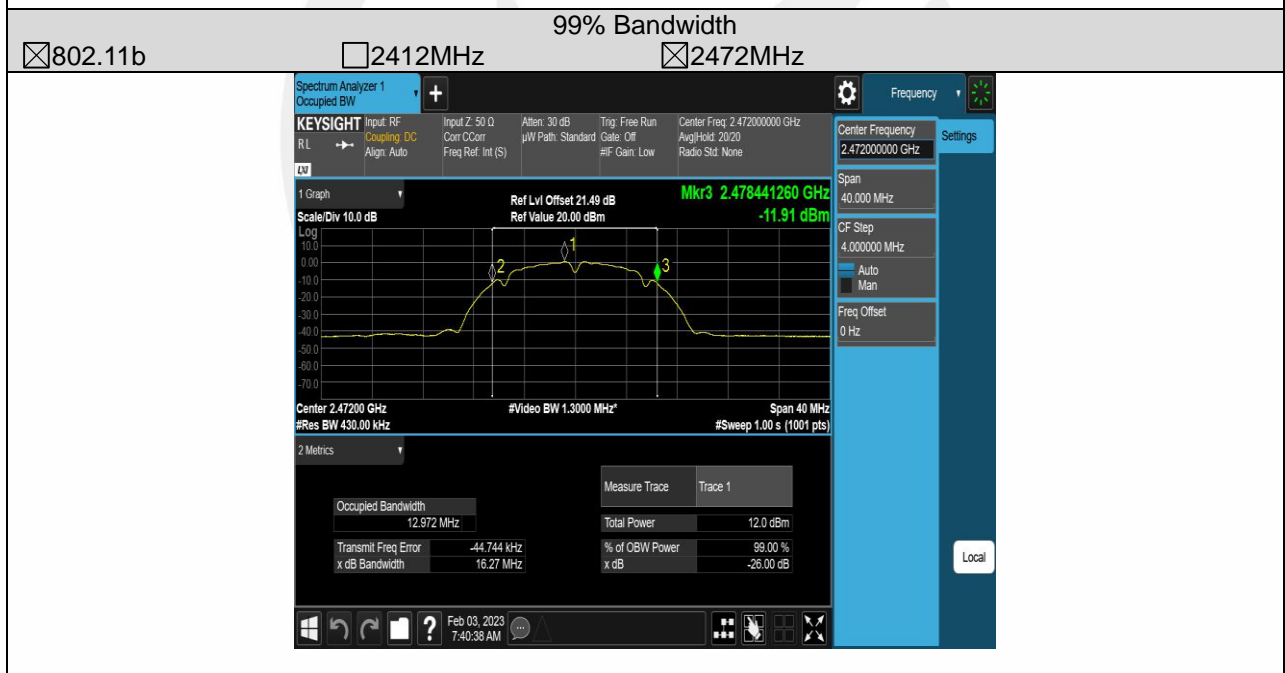 99% Bandwidth
☒802.11b ☐2412MHz ☒2472MHz
Spectrum Analyzer 1
Occupied BW
+
Frequency
KEYSIGHT Input: RF Input Z: 50 Ω Atten: 30 dB Trig: Free Run Center Freq: 2.472000000 GHz
RL Coupling: DC Corr CCorr µW Path: Standard Gate: Off Avg|Hold: 20/20
Align: Auto Freq Ref: Int (S) #IF Gain: Low Radio Std: None
LXI
Center Frequency
2.472000000 GHz
Settings
Span
40.000 MHz
CF Step
4.000000 MHz
Auto
Man
Freq Offset
0 Hz
Local
1 Graph Ref Lvl Offset 21.49 dB Mkr3 2.478441260 GHz
Scale/Div 10.0 dB Ref Value 20.00 dBm -11.91 dBm
Log
10.0
0.00
-10.0
-20.0
-30.0
-40.0
-50.0
-60.0
-70.0
1
2
3
Center 2.47200 GHz #Video BW 1.3000 MHz* Span 40 MHz
#Res BW 430.00 kHz #Sweep 1.00 s (1001 pts)
2 Metrics
Measure Trace Trace 1
Occupied Bandwidth
12.972 MHz Total Power 12.0 dBm
Transmit Freq Error -44.744 kHz % of OBW Power 99.00 %
x dB Bandwidth 16.27 MHz x dB -26.00 dB
? Feb 03, 2023
7:40:38 AM